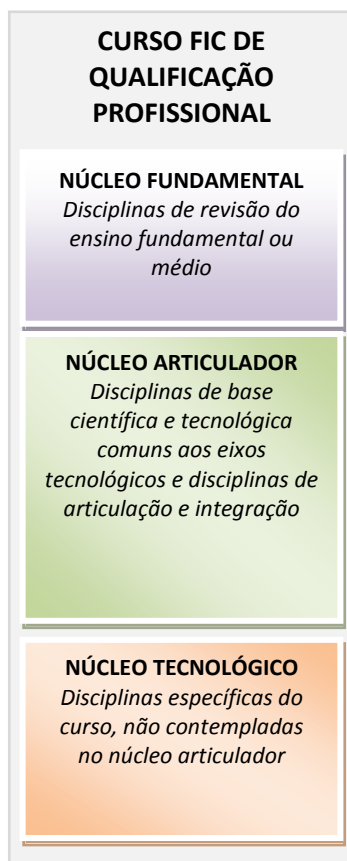 CURSO FIC DE
QUALIFICAÇÃO
PROFISSIONAL
NÚCLEO FUNDAMENTAL
Disciplinas de revisão do
ensino fundamental ou
médio
NÚCLEO ARTICULADOR
Disciplinas de base
científica e tecnológica
comuns aos eixos
tecnológicos e disciplinas de
articulação e integração
NÚCLEO TECNOLÓGICO
Disciplinas específicas do
curso, não contempladas
no núcleo articulador